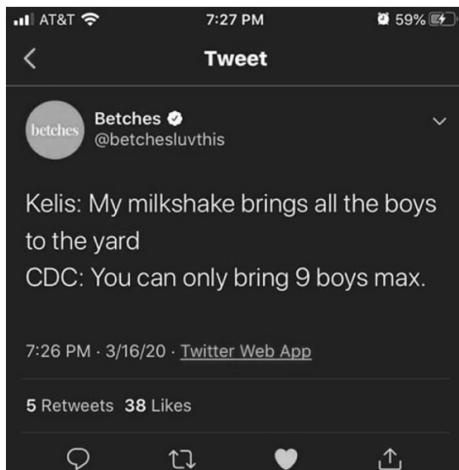 AT&T 7:27 PM 59%
Tweet
betches
Betches
@betchesluvthis
Kelis: My milkshake brings all the boys
to the yard
CDC: You can only bring 9 boys max.
7:26 PM · 3/16/20 · Twitter Web App
5 Retweets 38 Likes